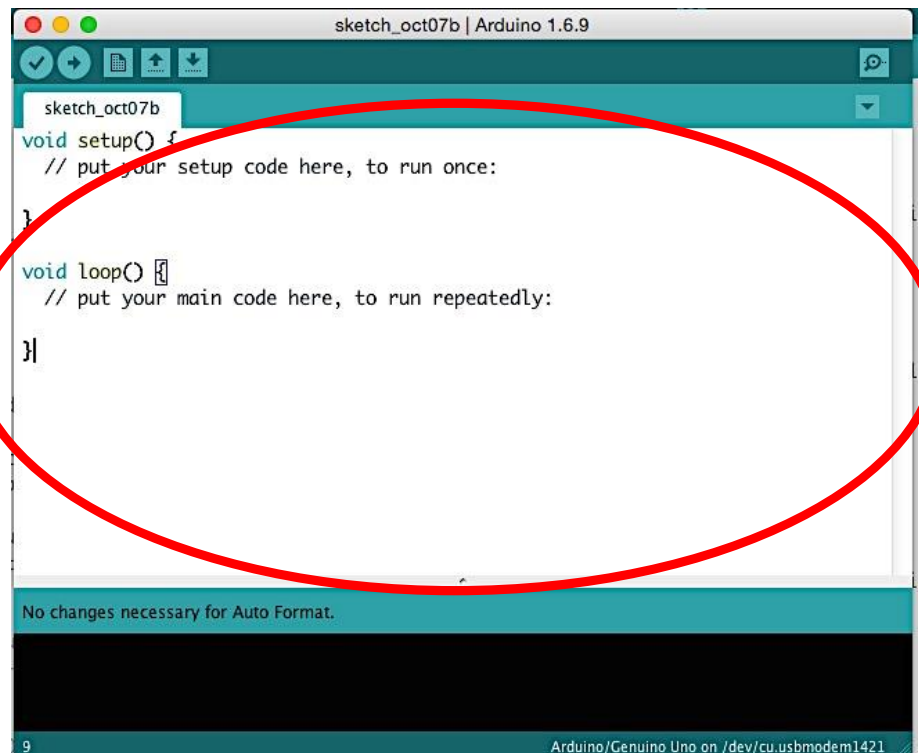 sketch_oct07b | Arduino 1.6.9
sketch_oct07b
void setup() {
// put your setup code here, to run once:
}
void loop() {
// put your main code here, to run repeatedly:
}
No changes necessary for Auto Format.
9 Arduino/Genuino Uno on /dev/cu.usbmodem1421